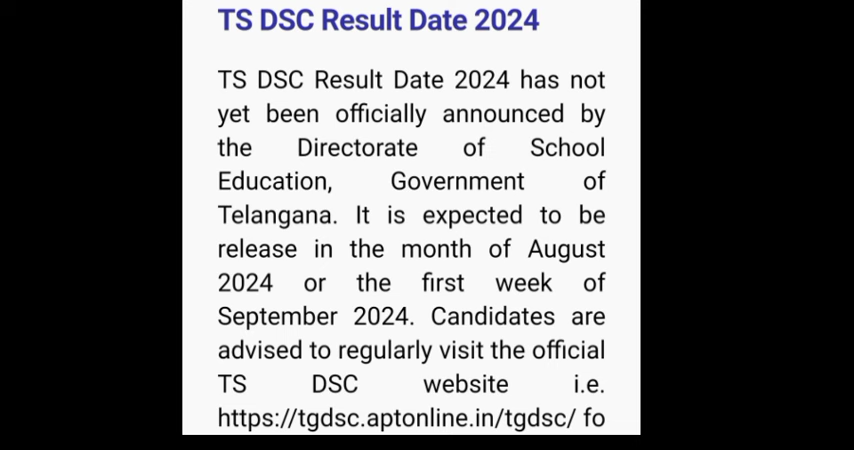 TS DSC Result Date 2024
TS DSC Result Date 2024 has not
yet been officially announced by
the Directorate of School
Education, Government of
Telangana. It is expected to be
release in the month of August
2024 or the first week of
September 2024. Candidates are
advised to regularly visit the official
TS DSC website i.e.
https://tgdsc.aptonline.in/tgdsc/ fo